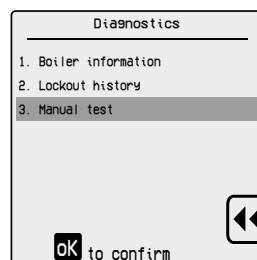 Diagnostics
1. Boiler information
2. Lockout history
3. Manual test
OK to confirm